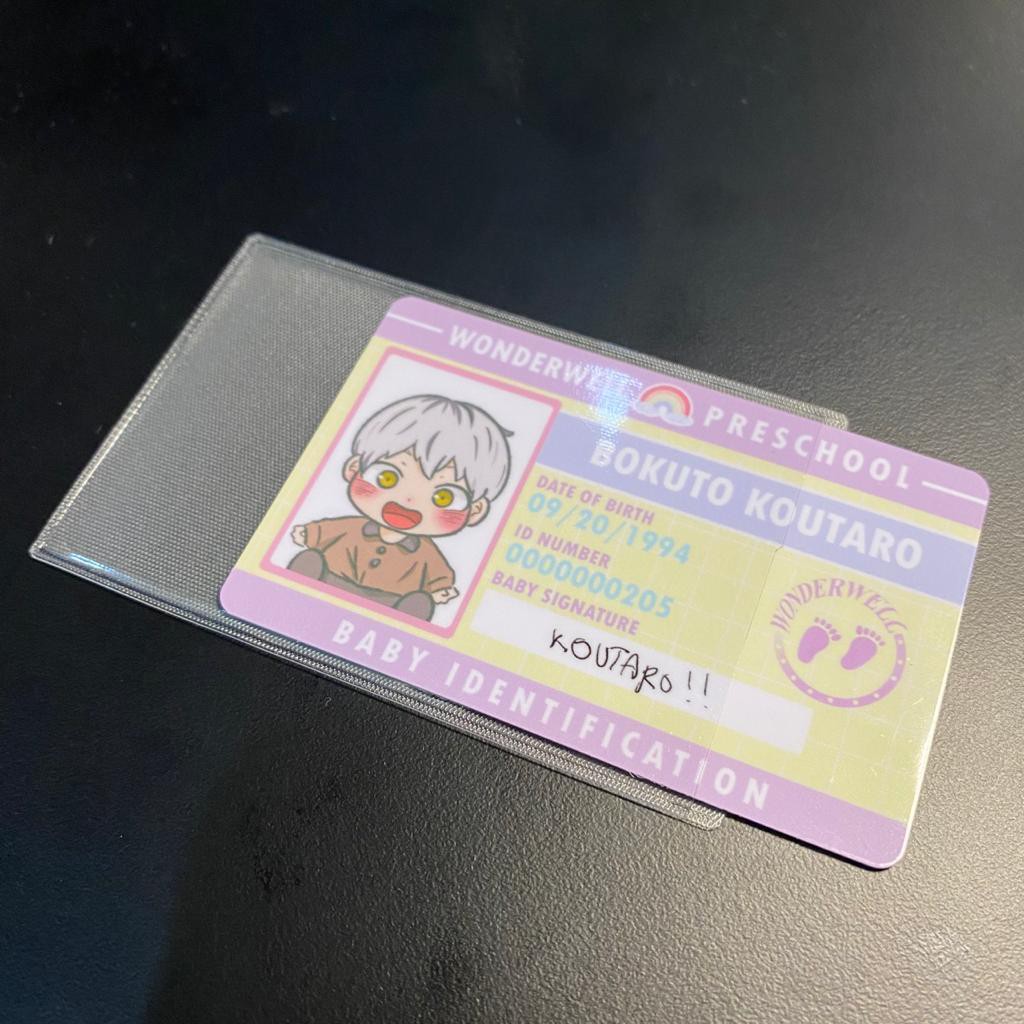 WONDERWELL PRESCHOOL
BOKUTO KOUTARO
DATE OF BIRTH
09/20/1994
ID NUMBER
0000000205
BABY SIGNATURE
KOUTARO!!
WONDERWELL
BABY IDENTIFICATION